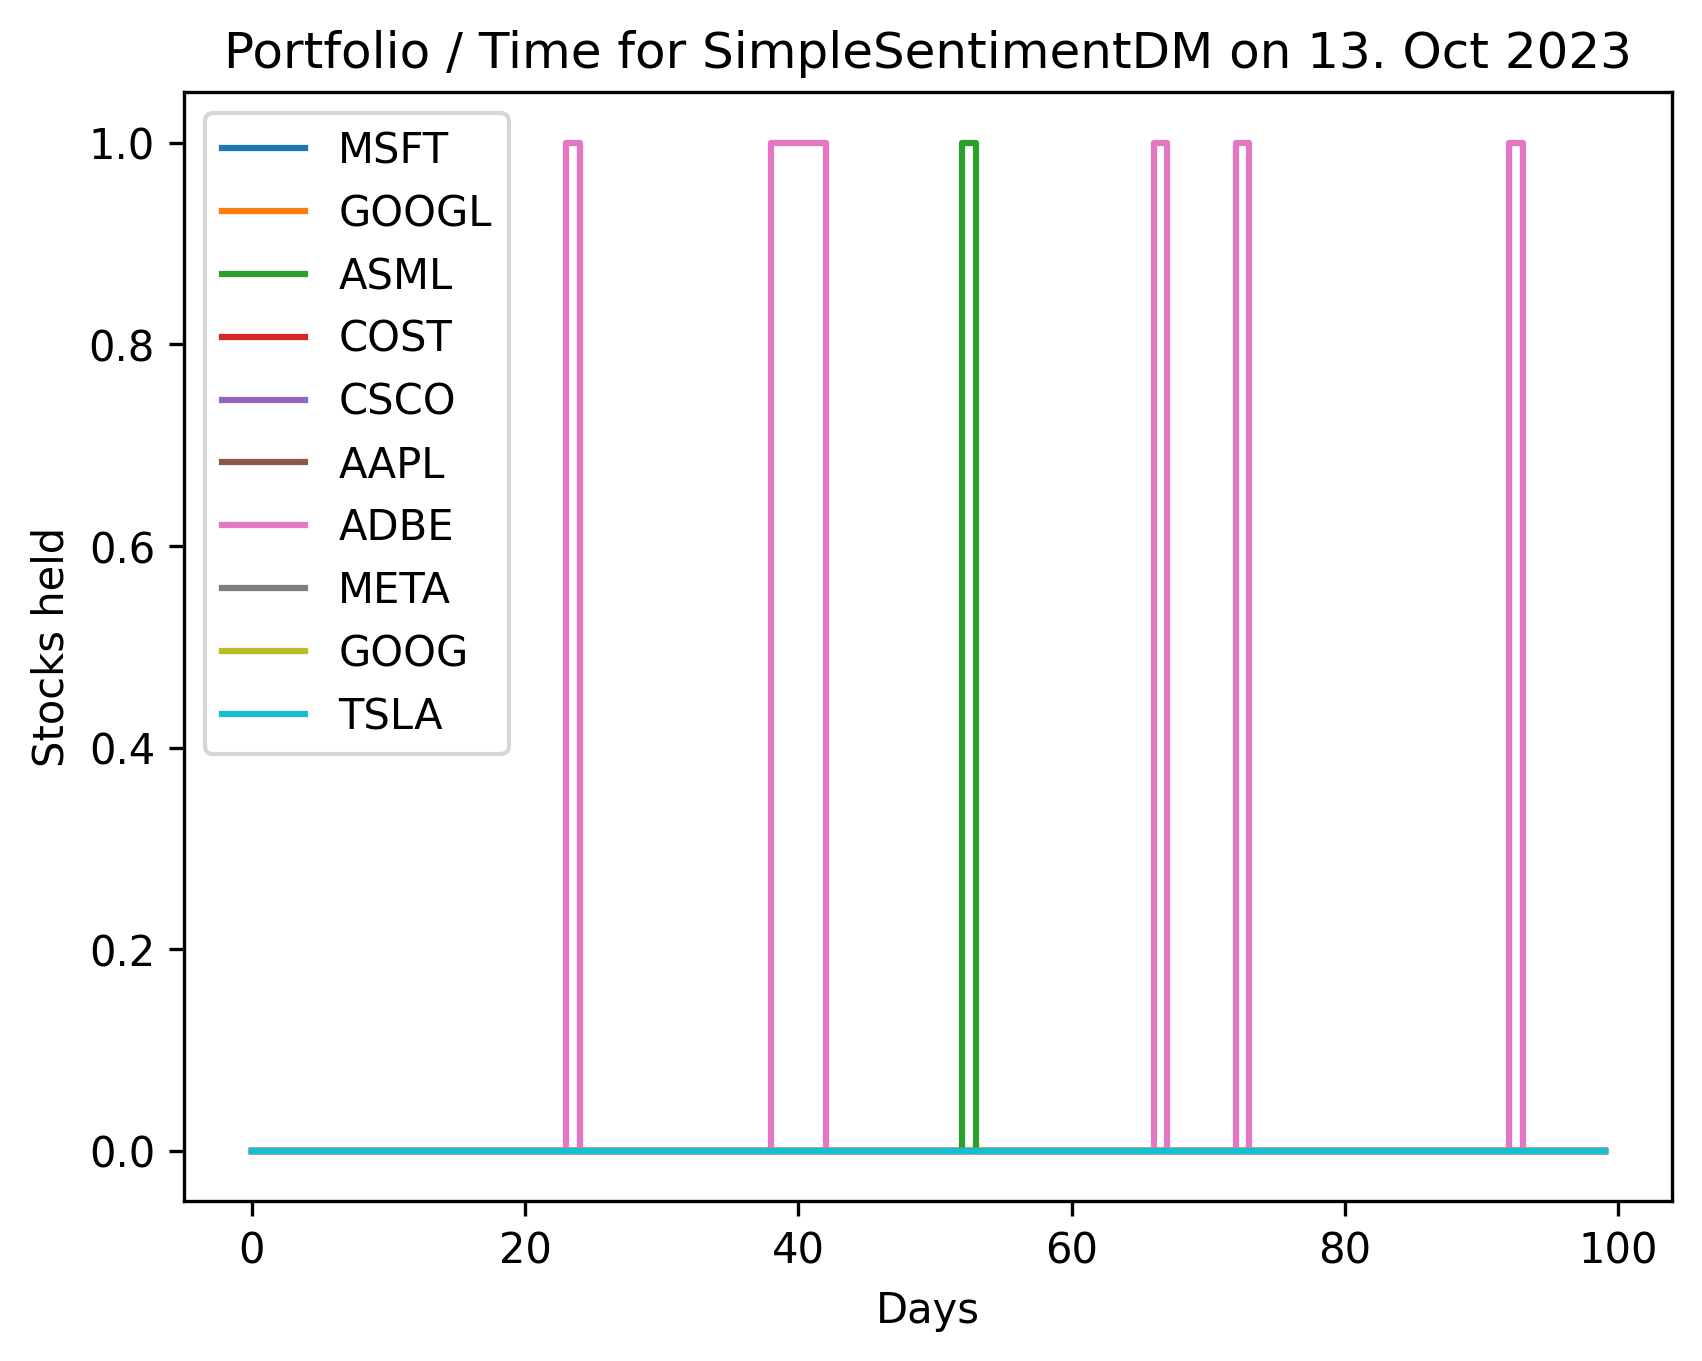 Portfolio / Time for SimpleSentimentDM on 13. Oct 2023
MSFT
GOOGL
ASML
COST
CSCO
AAPL
ADBE
META
GOOG
TSLA
Stocks held
1.0
0.8
0.6
0.4
0.2
0.0
0 20 40 60 80 100
Days